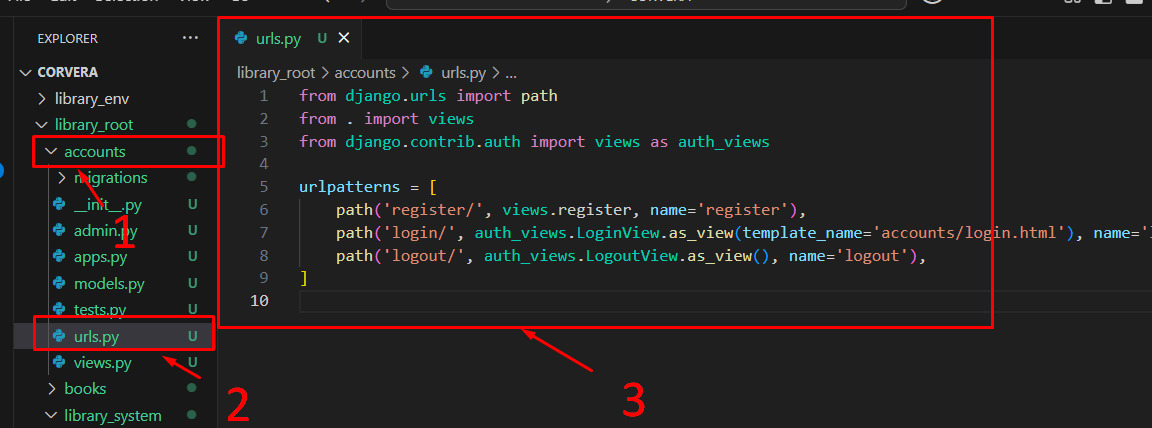 EXPLORER ...
CORVERA
library_env
library_root
accounts
migrations
__init__.py U
admin.py U
apps.py U
models.py U
tests.py U
urls.py U
views.py U
books
library_system
1
2
urls.py U
library_root > accounts > urls.py > ...
1 from django.urls import path
2 from . import views
3 from django.contrib.auth import views as auth_views
4
5 urlpatterns = [
6 path('register/', views.register, name='register'),
7 path('login/', auth_views.LoginView.as_view(template_name='accounts/login.html'), name='
8 path('logout/', auth_views.LogoutView.as_view(), name='logout'),
9 ]
10
3